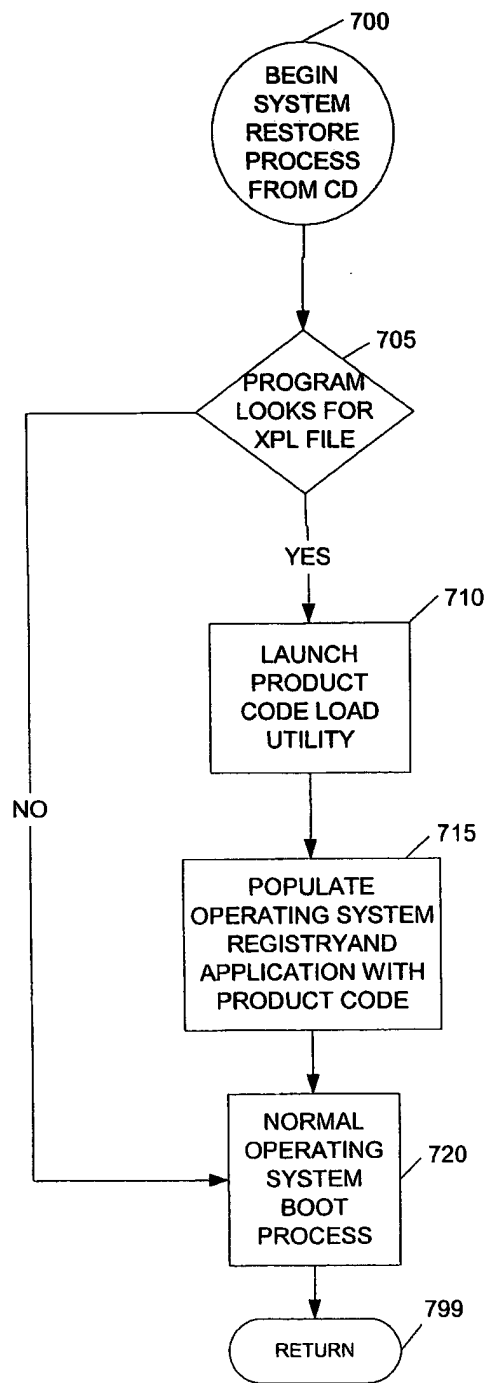 700
BEGIN
SYSTEM
RESTORE
PROCESS
FROM CD
705
PROGRAM
LOOKS FOR
XPL FILE
YES
710
LAUNCH
PRODUCT
CODE LOAD
UTILITY
NO
715
POPULATE
OPERATING SYSTEM
REGISTRYAND
APPLICATION WITH
PRODUCT CODE
NORMAL
OPERATING
SYSTEM
BOOT
PROCESS
720
799
RETURN